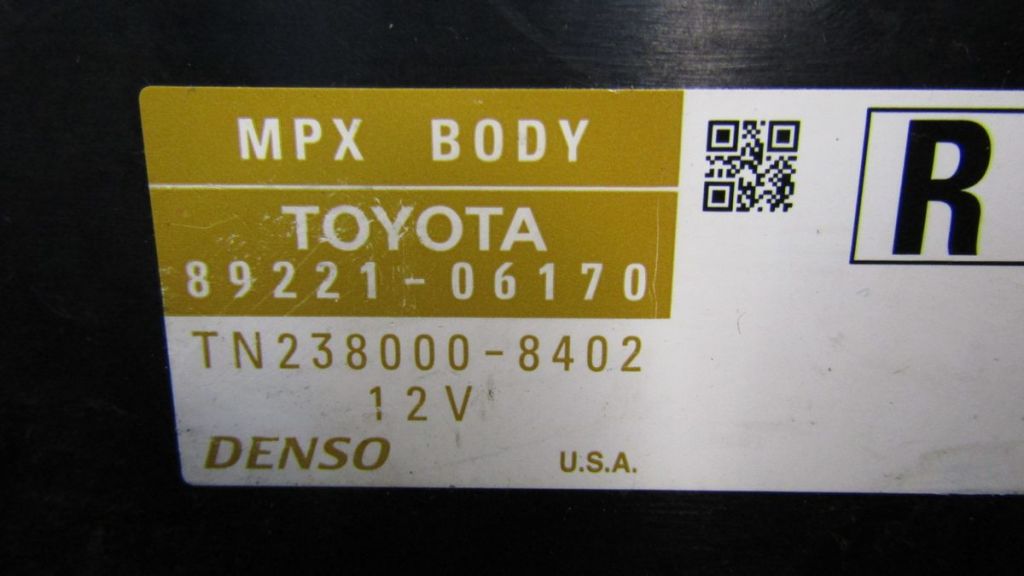 MPX BODY
TOYOTA
89221-06170
TN238000-8402
12V
DENSO
U.S.A.
R